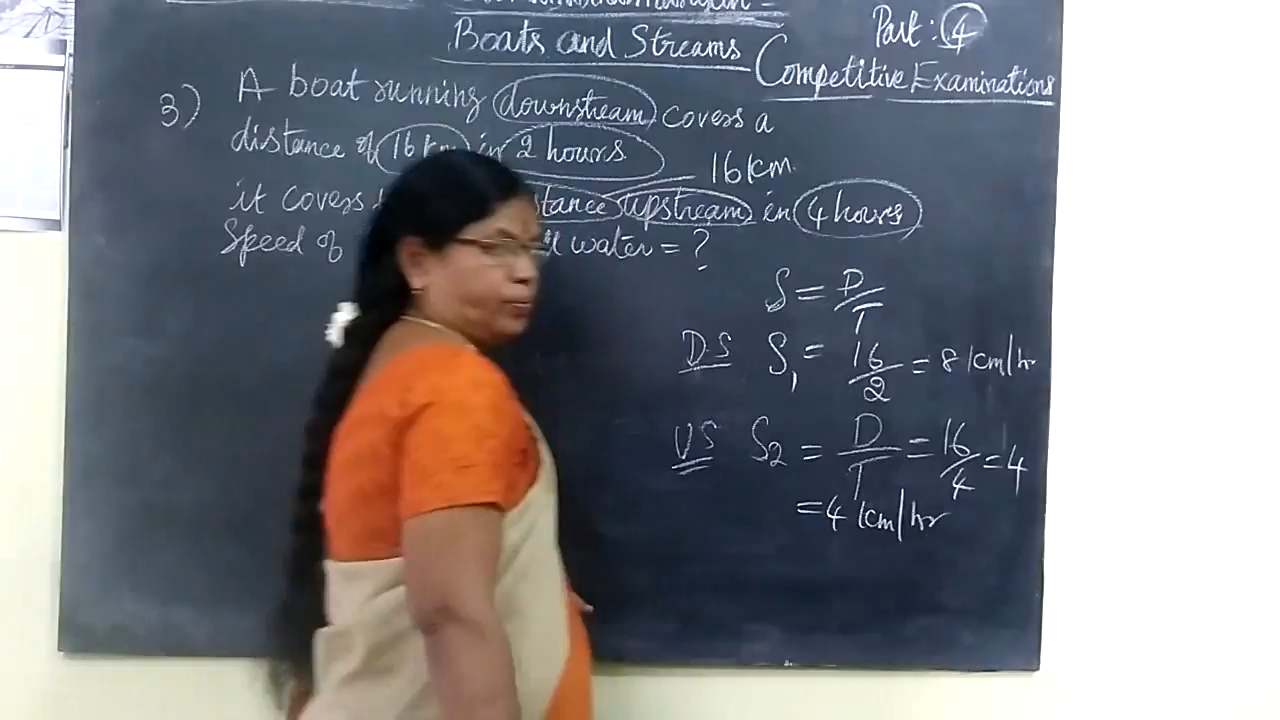 Boats and Streams
Part: 4
Competitive Examinations
3) A boat running downstream covers a
distance of 16 km in 2 hours
16 km
it covers stance upstream in 4 hours
Speed of water = ?
S = D/T
DS S1 = 16/2 = 8 km/hr
US S2 = D/T = 16/4 = 4
= 4 km/hr